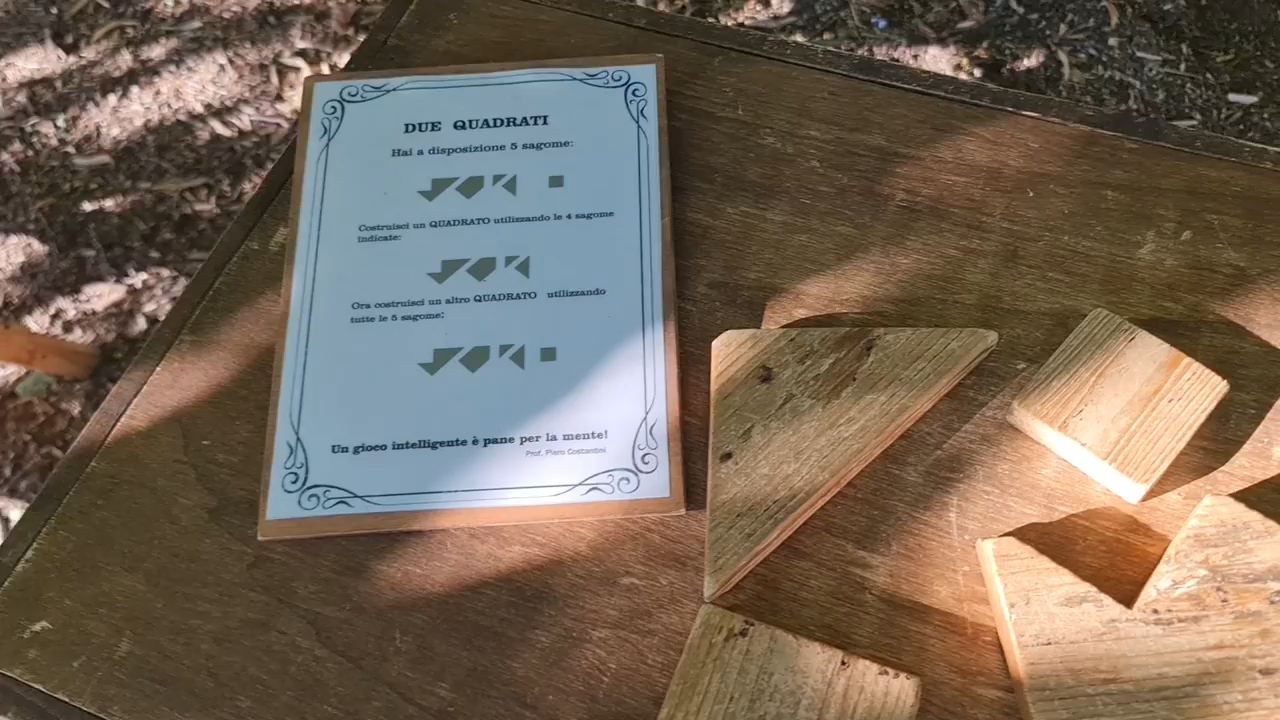 DUE QUADRATI
Hai a disposizione 5 sagome:
Costruisci un QUADRATO utilizzando le 4 sagome
indicate:
Ora costruisci un altro QUADRATO utilizzando
tutte le 5 sagome:
Un gioco intelligente è pane per la mente!
Prof. Piero Costantini